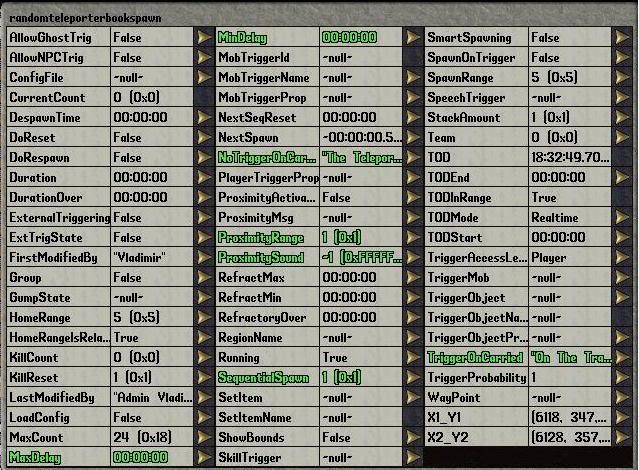 randomteleporterbookspawn
AllowGhostTrig False
AllowNPCTrig False
ConfigFile -null-
CurrentCount 0 (0x0)
DespawnTime 00:00:00
DoReset False
DoRespawn False
Duration 00:00:00
DurationOver 00:00:00
ExternalTriggering False
ExtTrigState False
FirstModifiedBy "Vladimir"
Group False
GumpState -null-
HomeRange 5 (0x5)
HomeRangeIsRela... True
KillCount 0 (0x0)
KillReset 1 (0x1)
LastModifiedBy "Admin Vladi...
LoadConfig False
MaxCount 24 (0x18)
MaxDelay 00:00:00
MinDelay 00:00:00
MobTriggerId -null-
MobTriggerName -null-
MobTriggerProp -null-
NextSeqReset 00:00:00
NextSpawn -00:00:00.5...
NoTriggerOnCar... "The Telepor...
PlayerTriggerProp -null-
ProximityActiva... False
ProximityMsg -null-
ProximityRange 1 (0x1)
ProximitySound -1 (0xFFFFF...
RefractMax 00:00:00
RefractMin 00:00:00
RefractoryOver 00:00:00
RegionName -null-
Running True
SequentialSpawn 1 (0x1)
SetItem -null-
SetItemName -null-
ShowBounds False
SkillTrigger -null-
SmartSpawning False
SpawnOnTrigger False
SpawnRange 5 (0x5)
SpeechTrigger -null-
StackAmount 1 (0x1)
Team 0 (0x0)
TOD 18:32:49.70...
TODEnd 00:00:00
TODInRange True
TODMode Realtime
TODStart 00:00:00
TriggerAccessLe... Player
TriggerMob -null-
TriggerObject -null-
TriggerObjectNa... -null-
TriggerObjectPr... -null-
TriggerOnCarried "On The Tra...
TriggerProbability 1
WayPoint -null-
X1_Y1 (6118, 347,...
X2_Y2 (6128, 357,...